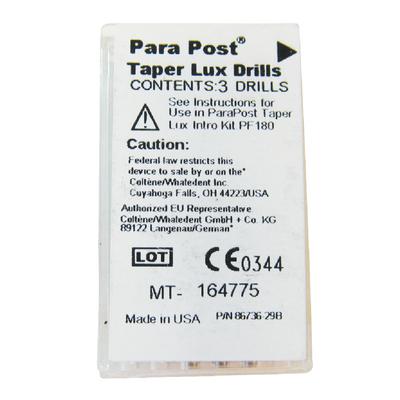 Para Post®
Taper Lux Drills
CONTENTS:3 DRILLS
See Instructions for
Use in ParaPost Taper
Lux Intro Kit PF180
Caution:
Federal law restricts this
device to sale by or on the*
Coltène/Whaledent Inc.
Cuyahoga Falls, OH 44223/USA
Authorized EU Representative
Coltène/Whaledent GmbH + Co. KG
89122 Langenau/German*
LOT
CE0344
MT- 164775
Made in USA P/N 86736-29B